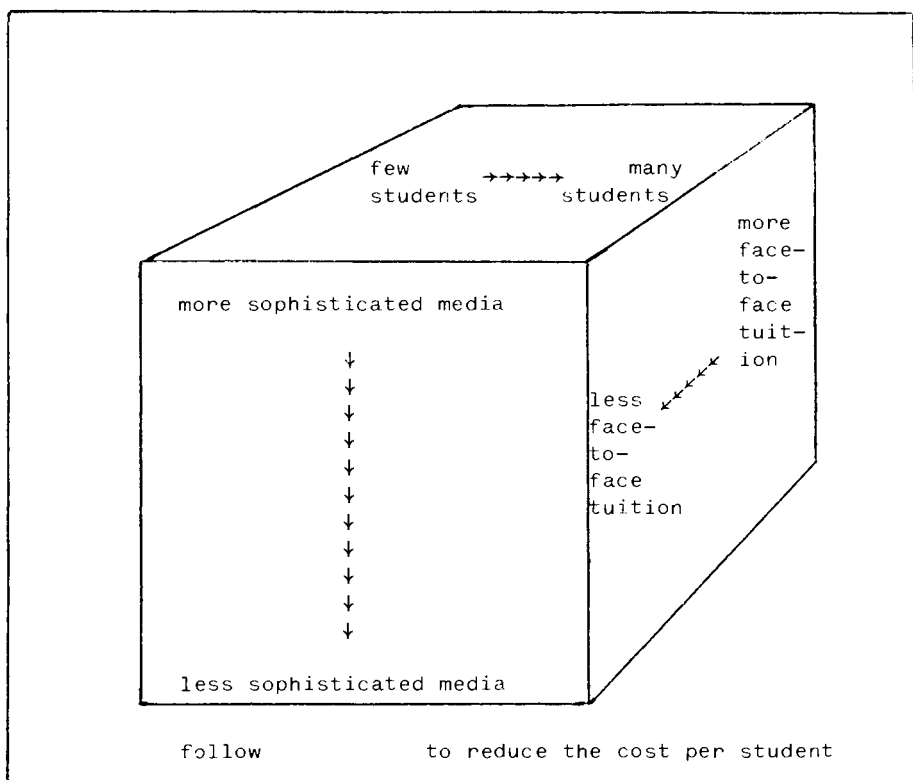 few many
students →→→→→ students
more
face-
to-
face
tuit-
ion
more sophisticated media
less
face-
to-
face
tuition
less sophisticated media
follow to reduce the cost per student